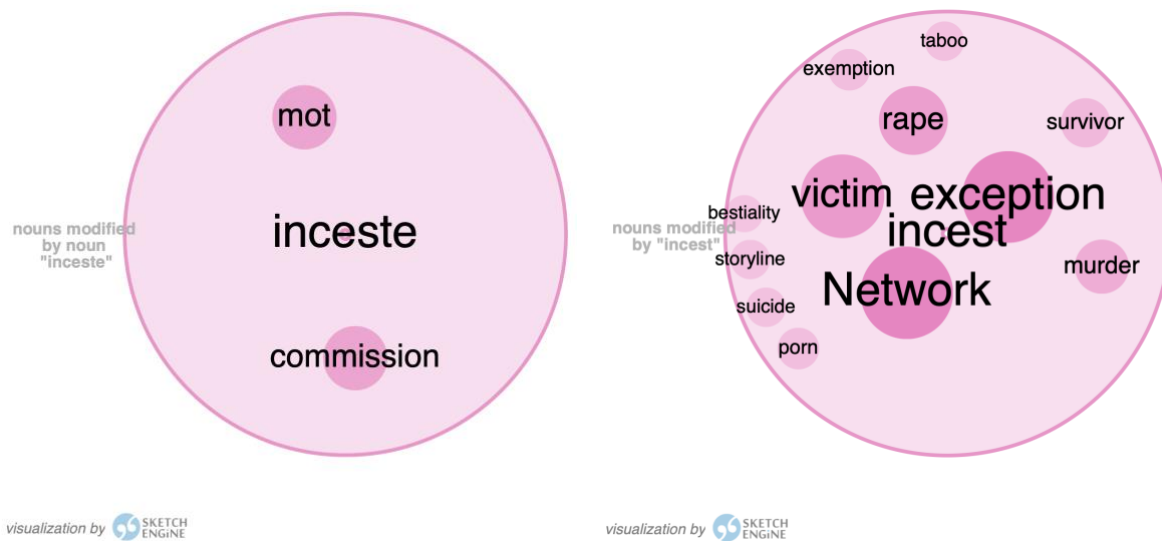 mot
nouns modified
by noun
"inceste"
inceste
commission
visualization by SKETCH
ENGINE
taboo
exemption
rape
survivor
victim
exception
bestiality
nouns modified
by "incest"
incest
storyline
murder
Network
suicide
porn
visualization by SKETCH
ENGINE